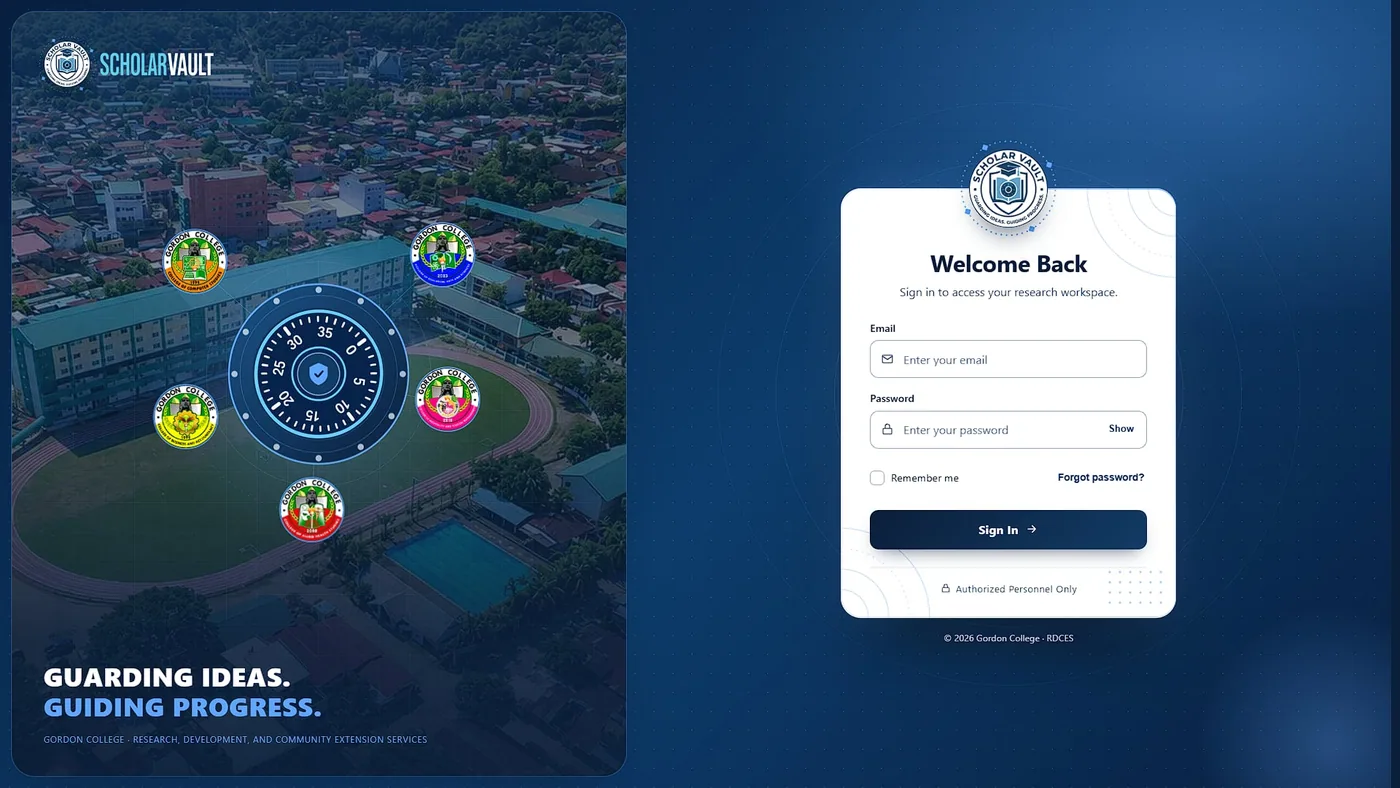 SCHOLAR VAULT
SCHOLARVAULT
GORDON COLLEGE
GORDON COLLEGE
35
0
5
10
15
20
25
30
GORDON COLLEGE
GORDON COLLEGE
GORDON COLLEGE
GUARDING IDEAS.
GUIDING PROGRESS.
GORDON COLLEGE · RESEARCH, DEVELOPMENT, AND COMMUNITY EXTENSION SERVICES
SCHOLAR VAULT
GUARDING IDEAS. GUIDING PROGRESS.
Welcome Back
Sign in to access your research workspace.
Email
Enter your email
Password
Enter your password
Show
Remember me
Forgot password?
Sign In
Authorized Personnel Only
© 2026 Gordon College · RDCES